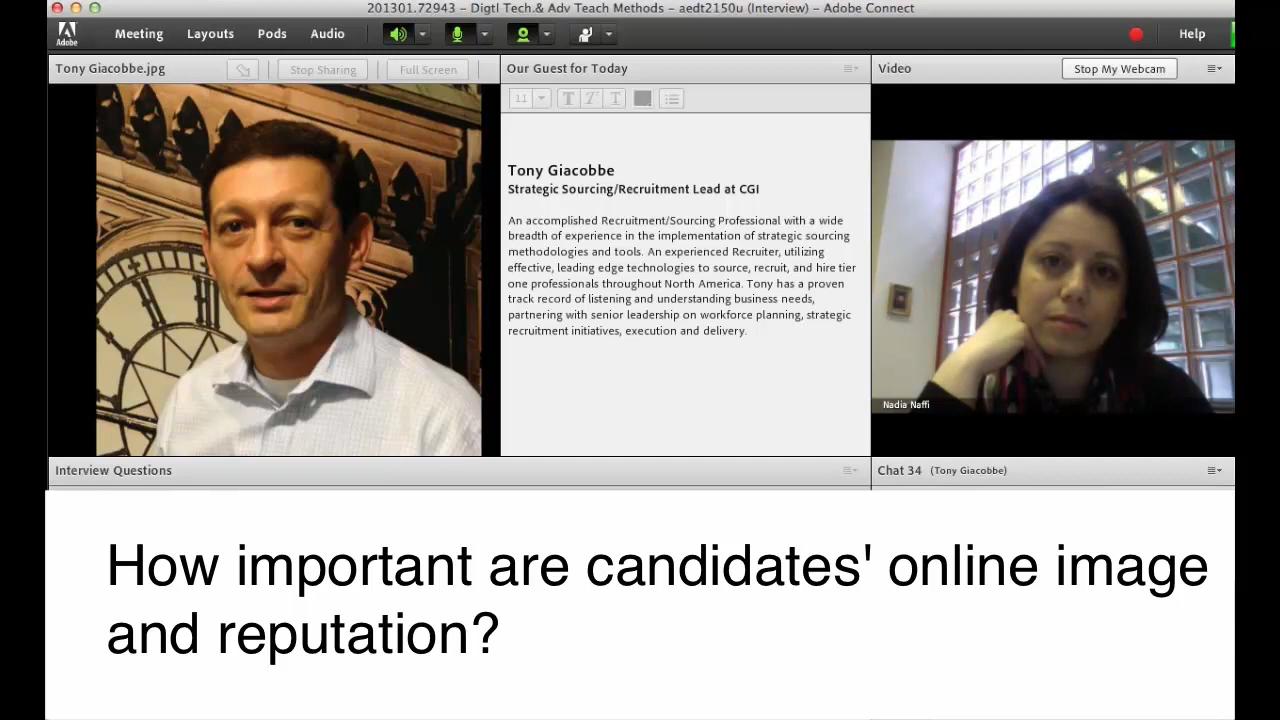 201301.72943 – Digtl Tech.& Adv Teach Methods – aedt2150u (Interview) – Adobe Connect
Adobe
Meeting
Layouts
Pods
Audio
Help
Tony Giacobbe.jpg
Stop Sharing
Full Screen
Our Guest for Today
Video
Stop My Webcam
11
T T T
Tony Giacobbe
Strategic Sourcing/Recruitment Lead at CGI
An accomplished Recruitment/Sourcing Professional with a wide
breadth of experience in the implementation of strategic sourcing
methodologies and tools. An experienced Recruiter, utilizing
effective, leading edge technologies to source, recruit, and hire tier
one professionals throughout North America. Tony has a proven
track record of listening and understanding business needs,
partnering with senior leadership on workforce planning, strategic
recruitment initiatives, execution and delivery.
Nadia Naffi
Interview Questions
Chat 34 (Tony Giacobbe)
How important are candidates' online image
and reputation?